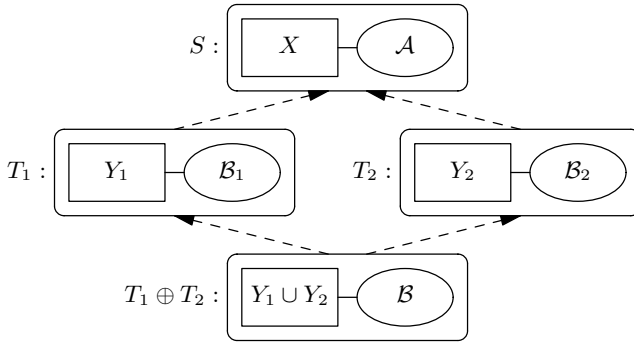 S : X 𝒜
T₁ : Y₁ ℬ₁ T₂ : Y₂ ℬ₂
T₁ ⊕ T₂ : Y₁ ∪ Y₂ ℬ